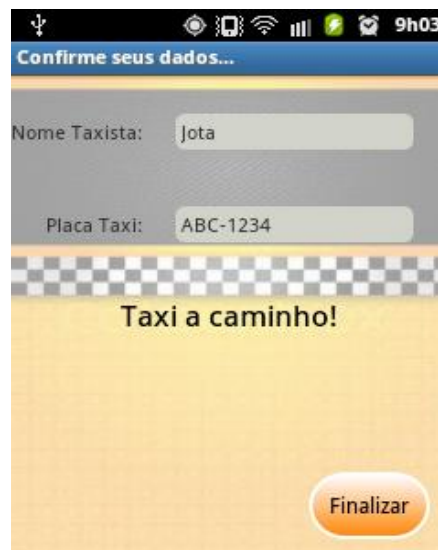 9h03
Confirme seus dados...
Nome Taxista: Jota
Placa Taxi: ABC-1234
Taxi a caminho!
Finalizar